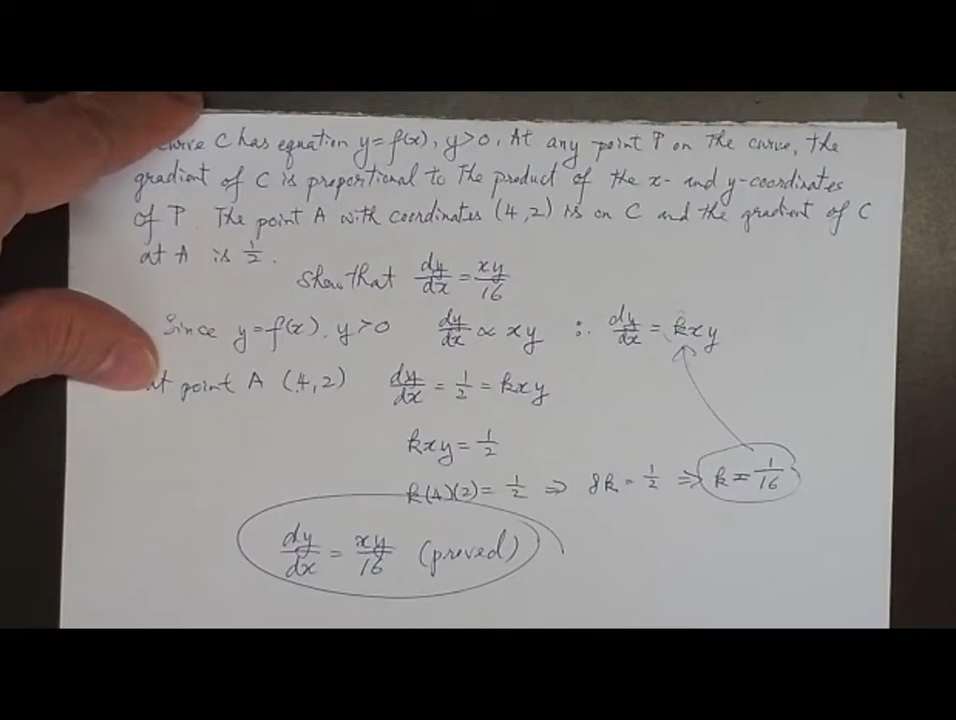 curve C has equation y=f(x), y>0. At any point P on the curve, the
gradient of C is proportional to the product of the x- and y-coordinates
of P. The point A with coordinates (4,2) is on C and the gradient of C
at A is 1/2.
show that dy/dx = xy/16
Since y=f(x), y>0 dy/dx ∝ xy ∴ dy/dx = kxy
at point A (4,2) dy/dx = 1/2 = kxy
kxy = 1/2
k(4)(2) = 1/2 ⇒ 8k = 1/2 ⇒ k = 1/16
dy/dx = xy/16 (proved)